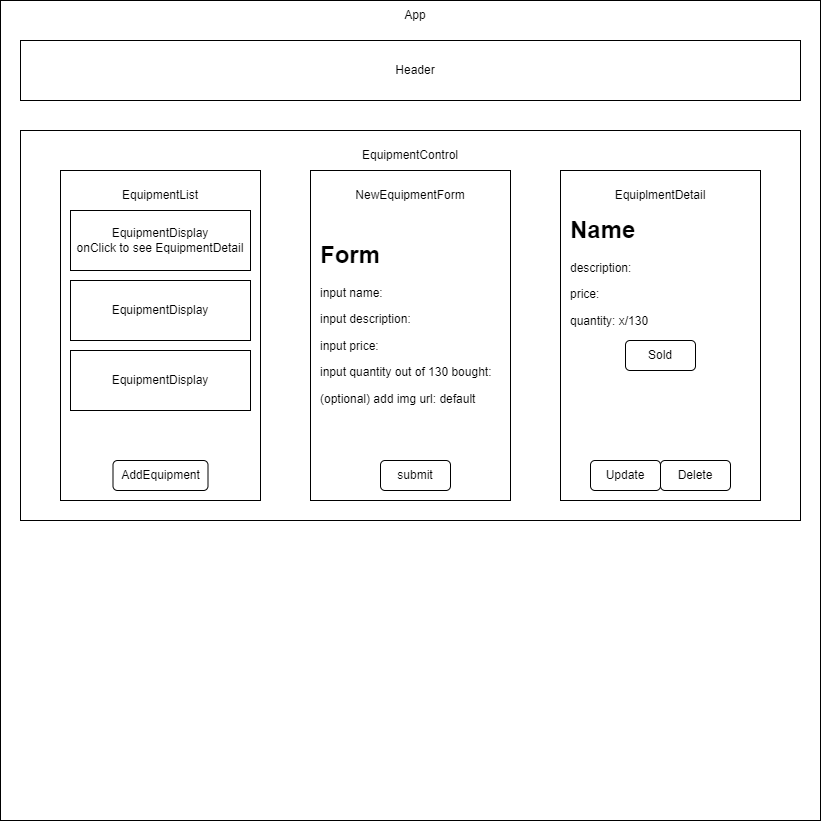 App
Header
EquipmentControl
EquipmentList
EquipmentDisplay
onClick to see EquipmentDetail
EquipmentDisplay
EquipmentDisplay
AddEquipment
NewEquipmentForm
Form
input name:
input description:
input price:
input quantity out of 130 bought:
(optional) add img url: default
submit
EquiplmentDetail
Name
description:
price:
quantity: x/130
Sold
Update
Delete